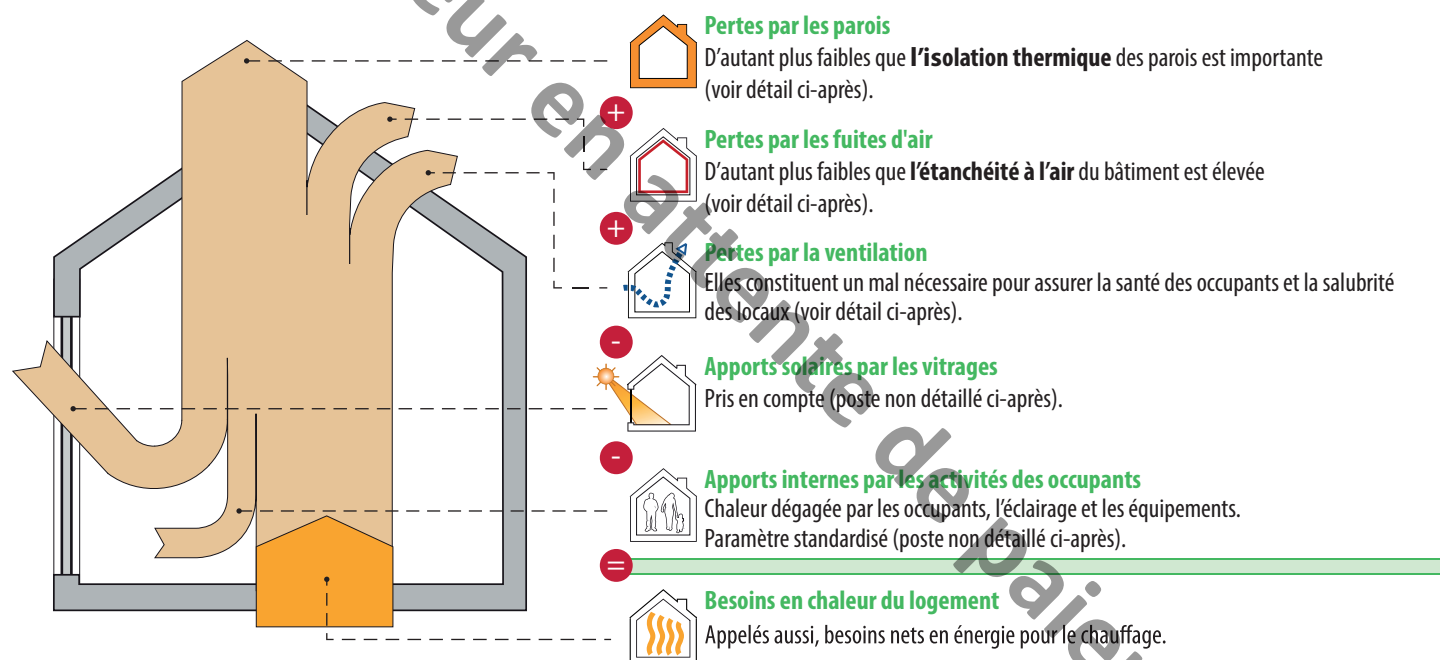 Pertes par les parois
D'autant plus faibles que l'isolation thermique des parois est importante
(voir détail ci-après).
+
Pertes par les fuites d'air
D'autant plus faibles que l'étanchéité à l'air du bâtiment est élevée
(voir détail ci-après).
+
Pertes par la ventilation
Elles constituent un mal nécessaire pour assurer la santé des occupants et la salubrité
des locaux (voir détail ci-après).
-
Apports solaires par les vitrages
Pris en compte (poste non détaillé ci-après).
-
Apports internes par les activités des occupants
Chaleur dégagée par les occupants, l'éclairage et les équipements.
Paramètre standardisé (poste non détaillé ci-après).
=
Besoins en chaleur du logement
Appelés aussi, besoins nets en énergie pour le chauffage.
en attente de